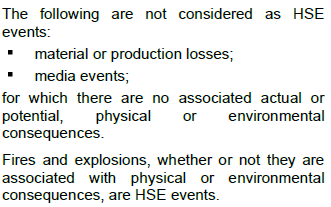 The following are not considered as HSE
events:
▪ material or production losses;
▪ media events;
for which there are no associated actual or
potential, physical or environmental
consequences.
Fires and explosions, whether or not they are
associated with physical or environmental
consequences, are HSE events.